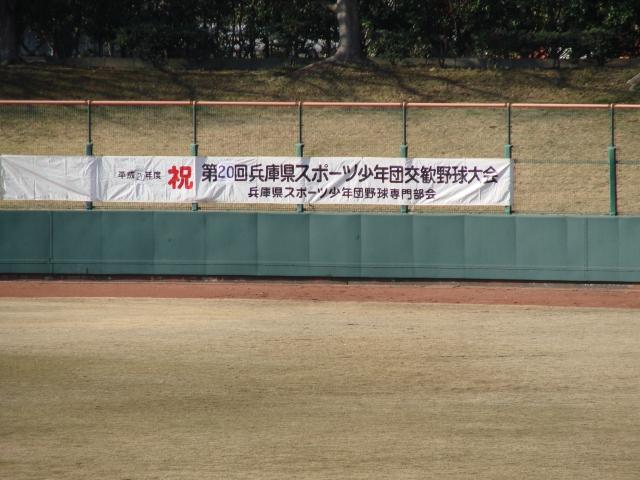 平成 年度 祝 第20回兵庫県スポーツ少年団交歓野球大会
兵庫県スポーツ少年団野球専門部会